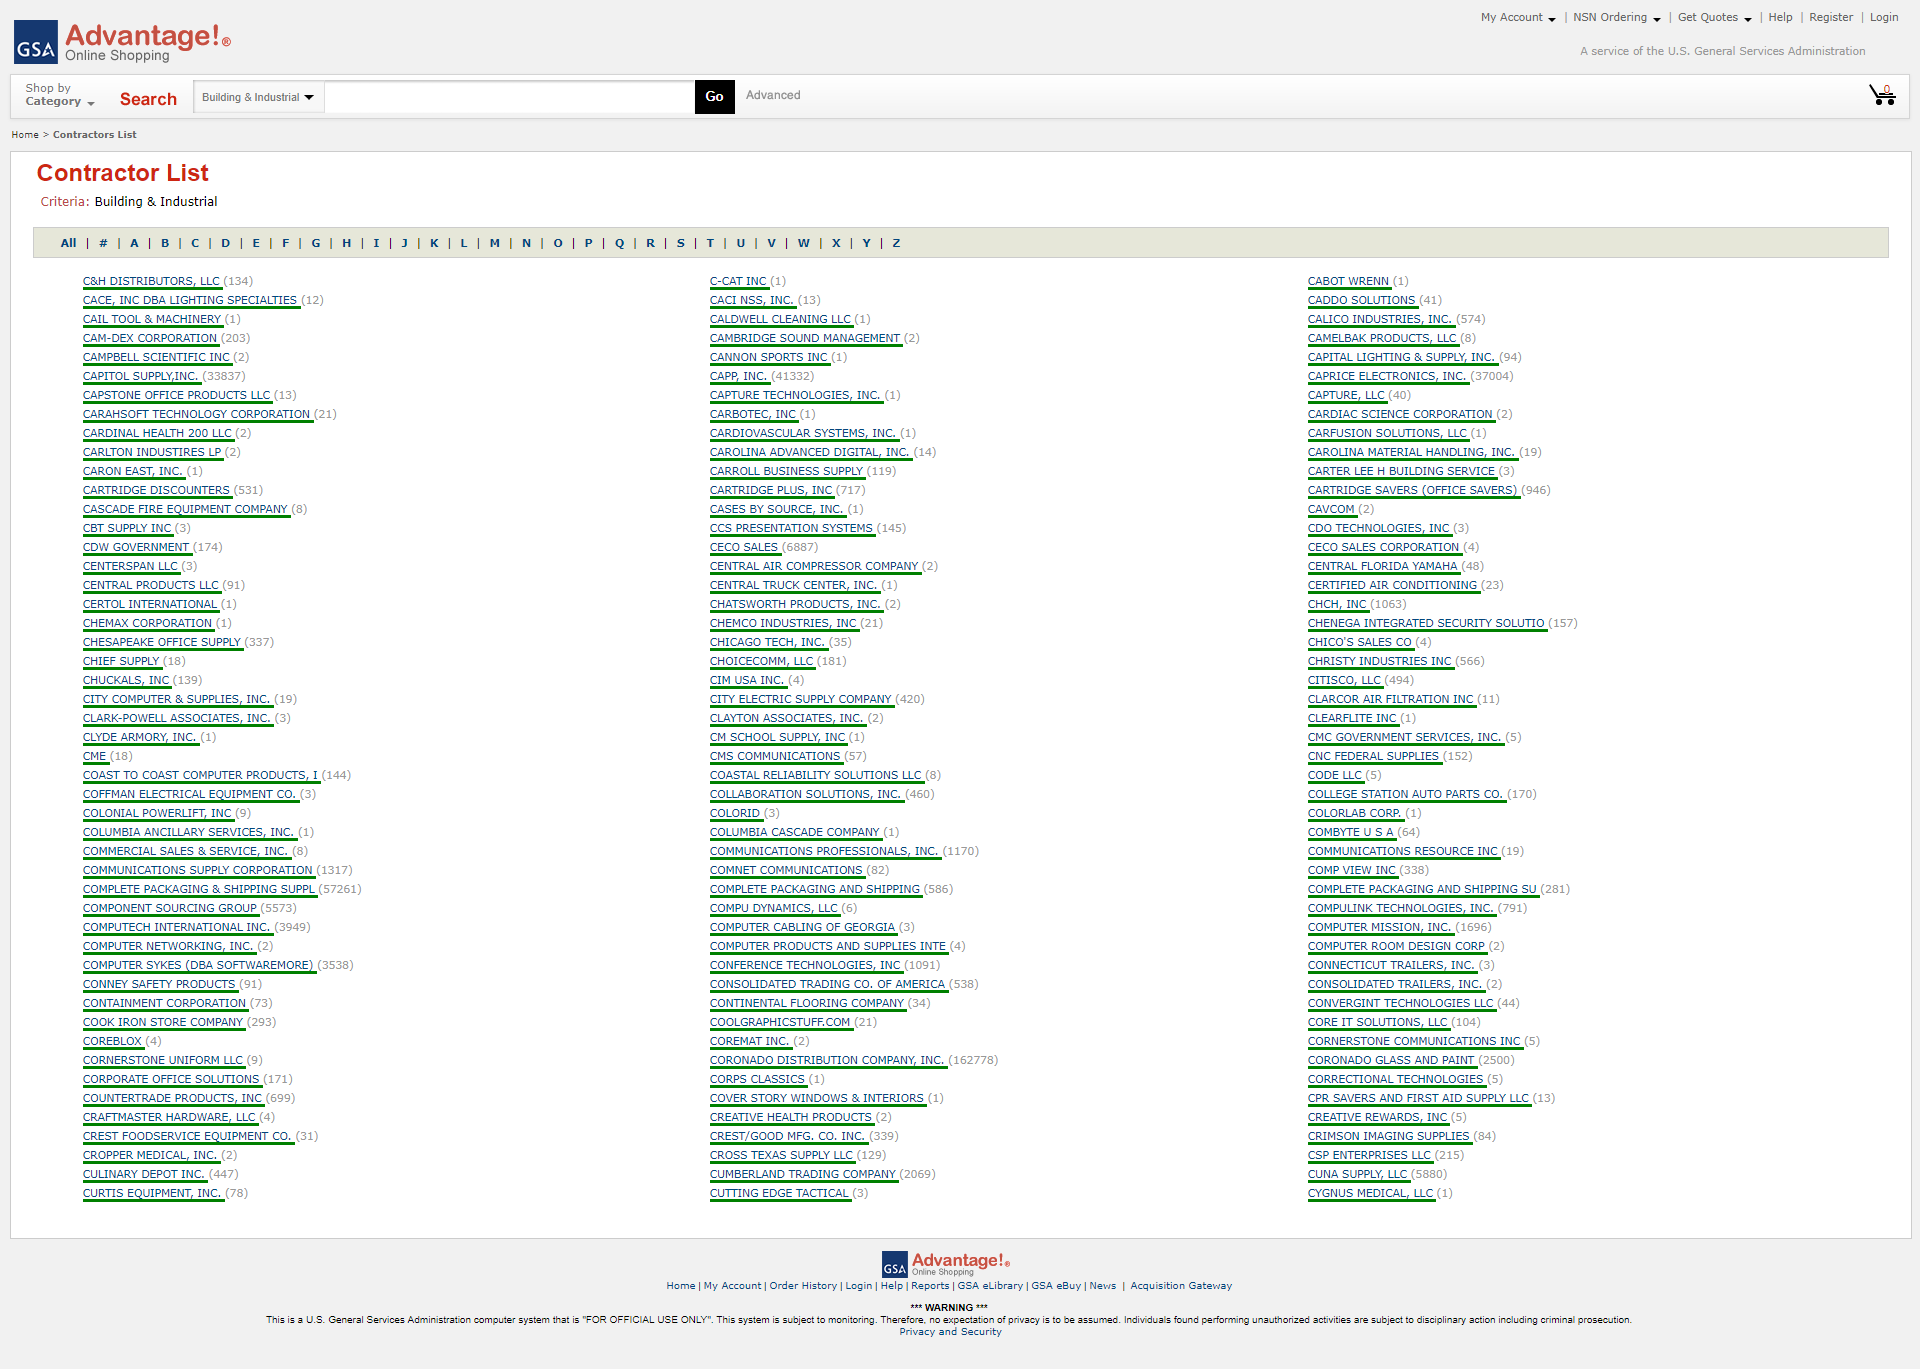 My Account | NSN Ordering | Get Quotes | Help | Register | Login
GSA Advantage!®
Online Shopping
A service of the U.S. General Services Administration
Shop by
Category
Search
Building & Industrial
Go
Advanced
0
Home > Contractors List
Contractor List
Criteria: Building & Industrial
All | # | A | B | C | D | E | F | G | H | I | J | K | L | M | N | O | P | Q | R | S | T | U | V | W | X | Y | Z
C&H DISTRIBUTORS, LLC (134) C-CAT INC (1) CABOT WRENN (1)
CACE, INC DBA LIGHTING SPECIALTIES (12) CACI NSS, INC. (13) CADDO SOLUTIONS (41)
CAIL TOOL & MACHINERY (1) CALDWELL CLEANING LLC (1) CALICO INDUSTRIES, INC. (574)
CAM-DEX CORPORATION (203) CAMBRIDGE SOUND MANAGEMENT (2) CAMELBAK PRODUCTS, LLC (8)
CAMPBELL SCIENTIFIC INC (2) CANNON SPORTS INC (1) CAPITAL LIGHTING & SUPPLY, INC. (94)
CAPITOL SUPPLY,INC. (33837) CAPP, INC. (41332) CAPRICE ELECTRONICS, INC. (37004)
CAPSTONE OFFICE PRODUCTS LLC (13) CAPTURE TECHNOLOGIES, INC. (1) CAPTURE, LLC (40)
CARAHSOFT TECHNOLOGY CORPORATION (21) CARBOTEC, INC (1) CARDIAC SCIENCE CORPORATION (2)
CARDINAL HEALTH 200 LLC (2) CARDIOVASCULAR SYSTEMS, INC. (1) CARFUSION SOLUTIONS, LLC (1)
CARLTON INDUSTIRES LP (2) CAROLINA ADVANCED DIGITAL, INC. (14) CAROLINA MATERIAL HANDLING, INC. (19)
CARON EAST, INC. (1) CARROLL BUSINESS SUPPLY (119) CARTER LEE H BUILDING SERVICE (3)
CARTRIDGE DISCOUNTERS (531) CARTRIDGE PLUS, INC (717) CARTRIDGE SAVERS (OFFICE SAVERS) (946)
CASCADE FIRE EQUIPMENT COMPANY (8) CASES BY SOURCE, INC. (1) CAVCOM (2)
CBT SUPPLY INC (3) CCS PRESENTATION SYSTEMS (145) CDO TECHNOLOGIES, INC (3)
CDW GOVERNMENT (174) CECO SALES (6887) CECO SALES CORPORATION (4)
CENTERSPAN LLC (3) CENTRAL AIR COMPRESSOR COMPANY (2) CENTRAL FLORIDA YAMAHA (48)
CENTRAL PRODUCTS LLC (91) CENTRAL TRUCK CENTER, INC. (1) CERTIFIED AIR CONDITIONING (23)
CERTOL INTERNATIONAL (1) CHATSWORTH PRODUCTS, INC. (2) CHCH, INC (1063)
CHEMAX CORPORATION (1) CHEMCO INDUSTRIES, INC (21) CHENEGA INTEGRATED SECURITY SOLUTIO (157)
CHESAPEAKE OFFICE SUPPLY (337) CHICAGO TECH, INC. (35) CHICO'S SALES CO (4)
CHIEF SUPPLY (18) CHOICECOMM, LLC (181) CHRISTY INDUSTRIES INC (566)
CHUCKALS, INC (139) CIM USA INC. (4) CITISCO, LLC (494)
CITY COMPUTER & SUPPLIES, INC. (19) CITY ELECTRIC SUPPLY COMPANY (420) CLARCOR AIR FILTRATION INC (11)
CLARK-POWELL ASSOCIATES, INC. (3) CLAYTON ASSOCIATES, INC. (2) CLEARFLITE INC (1)
CLYDE ARMORY, INC. (1) CM SCHOOL SUPPLY, INC (1) CMC GOVERNMENT SERVICES, INC. (5)
CME (18) CMS COMMUNICATIONS (57) CNC FEDERAL SUPPLIES (152)
COAST TO COAST COMPUTER PRODUCTS, I (144) COASTAL RELIABILITY SOLUTIONS LLC (8) CODE LLC (5)
COFFMAN ELECTRICAL EQUIPMENT CO. (3) COLLABORATION SOLUTIONS, INC. (460) COLLEGE STATION AUTO PARTS CO. (170)
COLONIAL POWERLIFT, INC (9) COLORID (3) COLORLAB CORP. (1)
COLUMBIA ANCILLARY SERVICES, INC. (1) COLUMBIA CASCADE COMPANY (1) COMBYTE U S A (64)
COMMERCIAL SALES & SERVICE, INC. (8) COMMUNICATIONS PROFESSIONALS, INC. (1170) COMMUNICATIONS RESOURCE INC (19)
COMMUNICATIONS SUPPLY CORPORATION (1317) COMNET COMMUNICATIONS (82) COMP VIEW INC (338)
COMPLETE PACKAGING & SHIPPING SUPPL (57261) COMPLETE PACKAGING AND SHIPPING (586) COMPLETE PACKAGING AND SHIPPING SU (281)
COMPONENT SOURCING GROUP (5573) COMPU DYNAMICS, LLC (6) COMPULINK TECHNOLOGIES, INC. (791)
COMPUTECH INTERNATIONAL INC. (3949) COMPUTER CABLING OF GEORGIA (3) COMPUTER MISSION, INC. (1696)
COMPUTER NETWORKING, INC. (2) COMPUTER PRODUCTS AND SUPPLIES INTE (4) COMPUTER ROOM DESIGN CORP (2)
COMPUTER SYKES (DBA SOFTWAREMORE) (3538) CONFERENCE TECHNOLOGIES, INC (1091) CONNECTICUT TRAILERS, INC. (3)
CONNEY SAFETY PRODUCTS (91) CONSOLIDATED TRADING CO. OF AMERICA (538) CONSOLIDATED TRAILERS, INC. (2)
CONTAINMENT CORPORATION (73) CONTINENTAL FLOORING COMPANY (34) CONVERGINT TECHNOLOGIES LLC (44)
COOK IRON STORE COMPANY (293) COOLGRAPHICSTUFF.COM (21) CORE IT SOLUTIONS, LLC (104)
COREBLOX (4) COREMAT INC. (2) CORNERSTONE COMMUNICATIONS INC (5)
CORNERSTONE UNIFORM LLC (9) CORONADO DISTRIBUTION COMPANY, INC. (162778) CORONADO GLASS AND PAINT (2500)
CORPORATE OFFICE SOLUTIONS (171) CORPS CLASSICS (1) CORRECTIONAL TECHNOLOGIES (5)
COUNTERTRADE PRODUCTS, INC (699) COVER STORY WINDOWS & INTERIORS (1) CPR SAVERS AND FIRST AID SUPPLY LLC (13)
CRAFTMASTER HARDWARE, LLC (4) CREATIVE HEALTH PRODUCTS (2) CREATIVE REWARDS, INC (5)
CREST FOODSERVICE EQUIPMENT CO. (31) CREST/GOOD MFG. CO. INC. (339) CRIMSON IMAGING SUPPLIES (84)
CROPPER MEDICAL, INC. (2) CROSS TEXAS SUPPLY LLC (129) CSP ENTERPRISES LLC (215)
CULINARY DEPOT INC. (447) CUMBERLAND TRADING COMPANY (2069) CUNA SUPPLY, LLC (5880)
CURTIS EQUIPMENT, INC. (78) CUTTING EDGE TACTICAL (3) CYGNUS MEDICAL, LLC (1)
GSA Advantage!®
Online Shopping
Home | My Account | Order History | Login | Help | Reports | GSA eLibrary | GSA eBuy | News | Acquisition Gateway
*** WARNING ***
This is a U.S. General Services Administration computer system that is "FOR OFFICIAL USE ONLY". This system is subject to monitoring. Therefore, no expectation of privacy is to be assumed. Individuals found performing unauthorized activities are subject to disciplinary action including criminal prosecution.
Privacy and Security